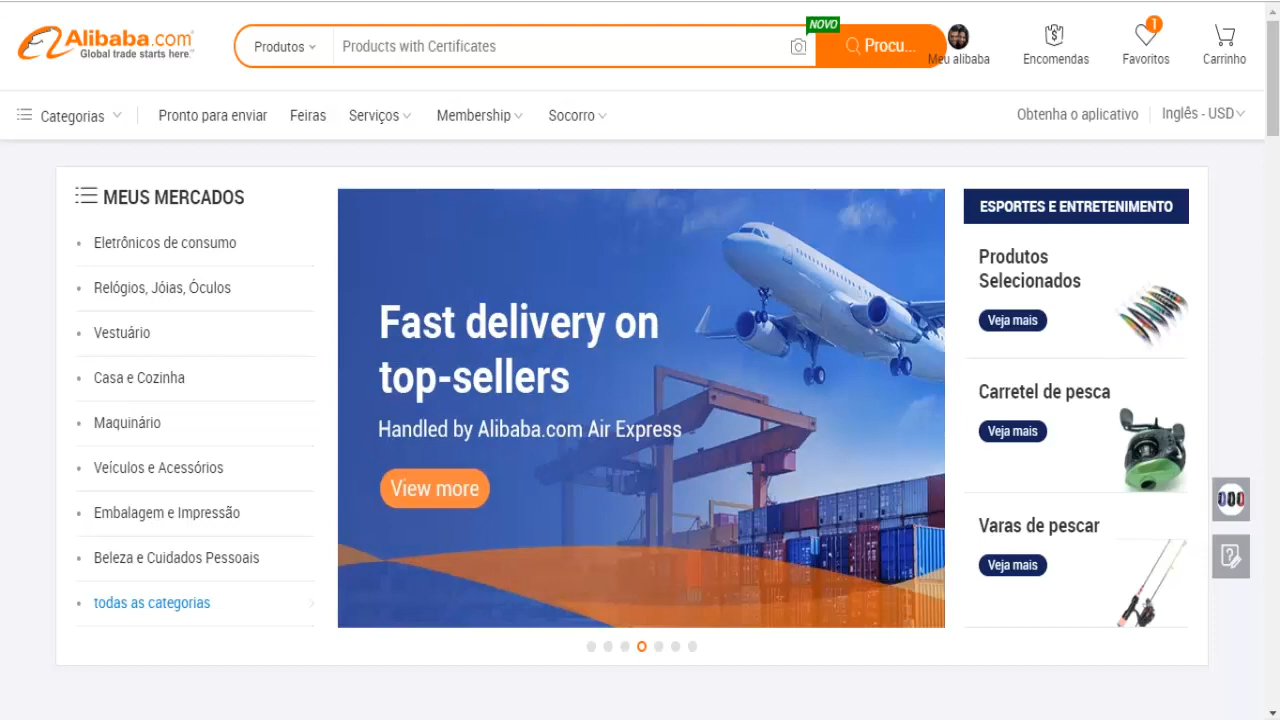 Alibaba.com
Global trade starts here.™
Produtos
Products with Certificates
NOVO
Procu...
Meu alibaba
Encomendas
1
Favoritos
Carrinho
Categorias
Pronto para enviar
Feiras
Serviços
Membership
Socorro
Obtenha o aplicativo
Inglês - USD
MEUS MERCADOS
Eletrônicos de consumo
Relógios, Jóias, Óculos
Vestuário
Casa e Cozinha
Maquinário
Veículos e Acessórios
Embalagem e Impressão
Beleza e Cuidados Pessoais
todas as categorias
Fast delivery on
top-sellers
Handled by Alibaba.com Air Express
View more
ESPORTES E ENTRETENIMENTO
Produtos
Selecionados
Veja mais
Carretel de pesca
Veja mais
Varas de pescar
Veja mais